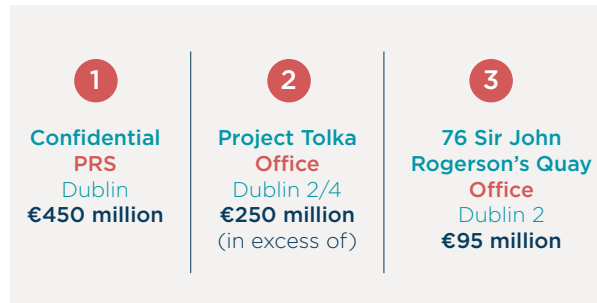 1
Confidential
PRS
Dublin
€450 million
2
Project Tolka
Office
Dublin 2/4
€250 million
(in excess of)
3
76 Sir John
Rogerson’s Quay
Office
Dublin 2
€95 million